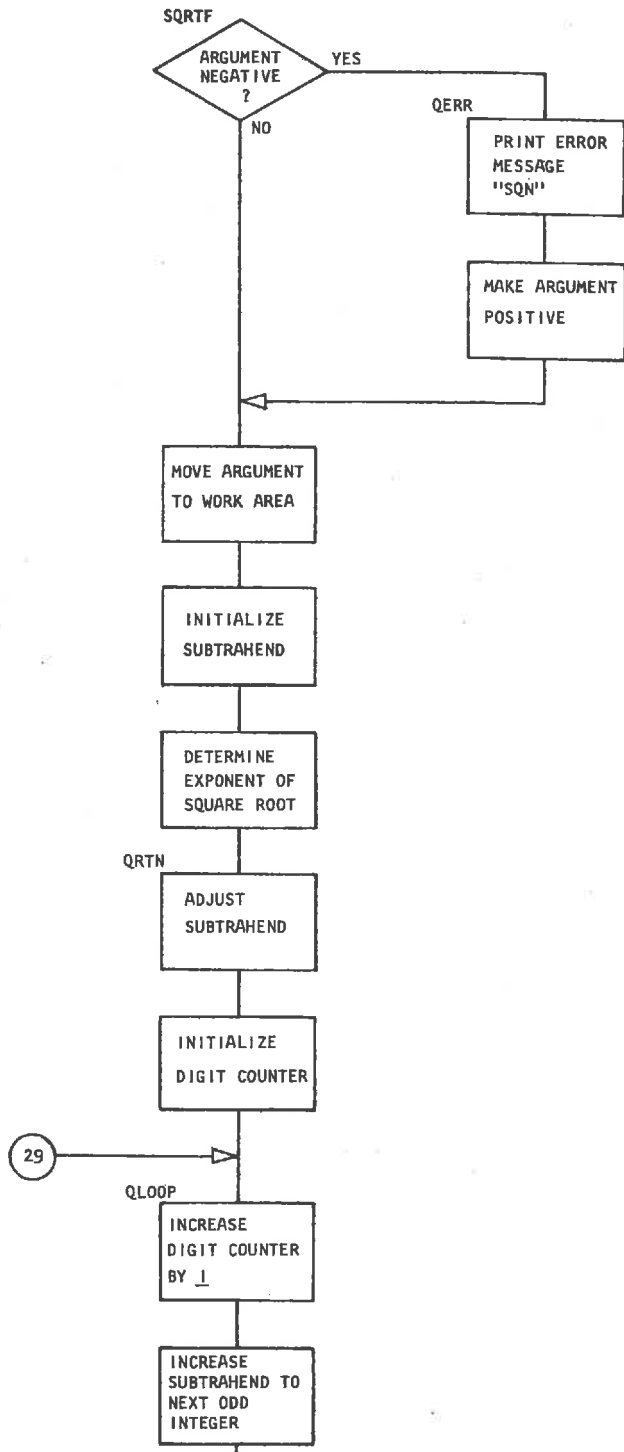 SQRTF
ARGUMENT
NEGATIVE
?
YES
NO
QERR
PRINT ERROR
MESSAGE
"SQN"
MAKE ARGUMENT
POSITIVE
MOVE ARGUMENT
TO WORK AREA
INITIALIZE
SUBTRAHEND
DETERMINE
EXPONENT OF
SQUARE ROOT
QRTN
ADJUST
SUBTRAHEND
INITIALIZE
DIGIT COUNTER
29
QLOOP
INCREASE
DIGIT COUNTER
BY 1
INCREASE
SUBTRAHEND TO
NEXT ODD
INTEGER